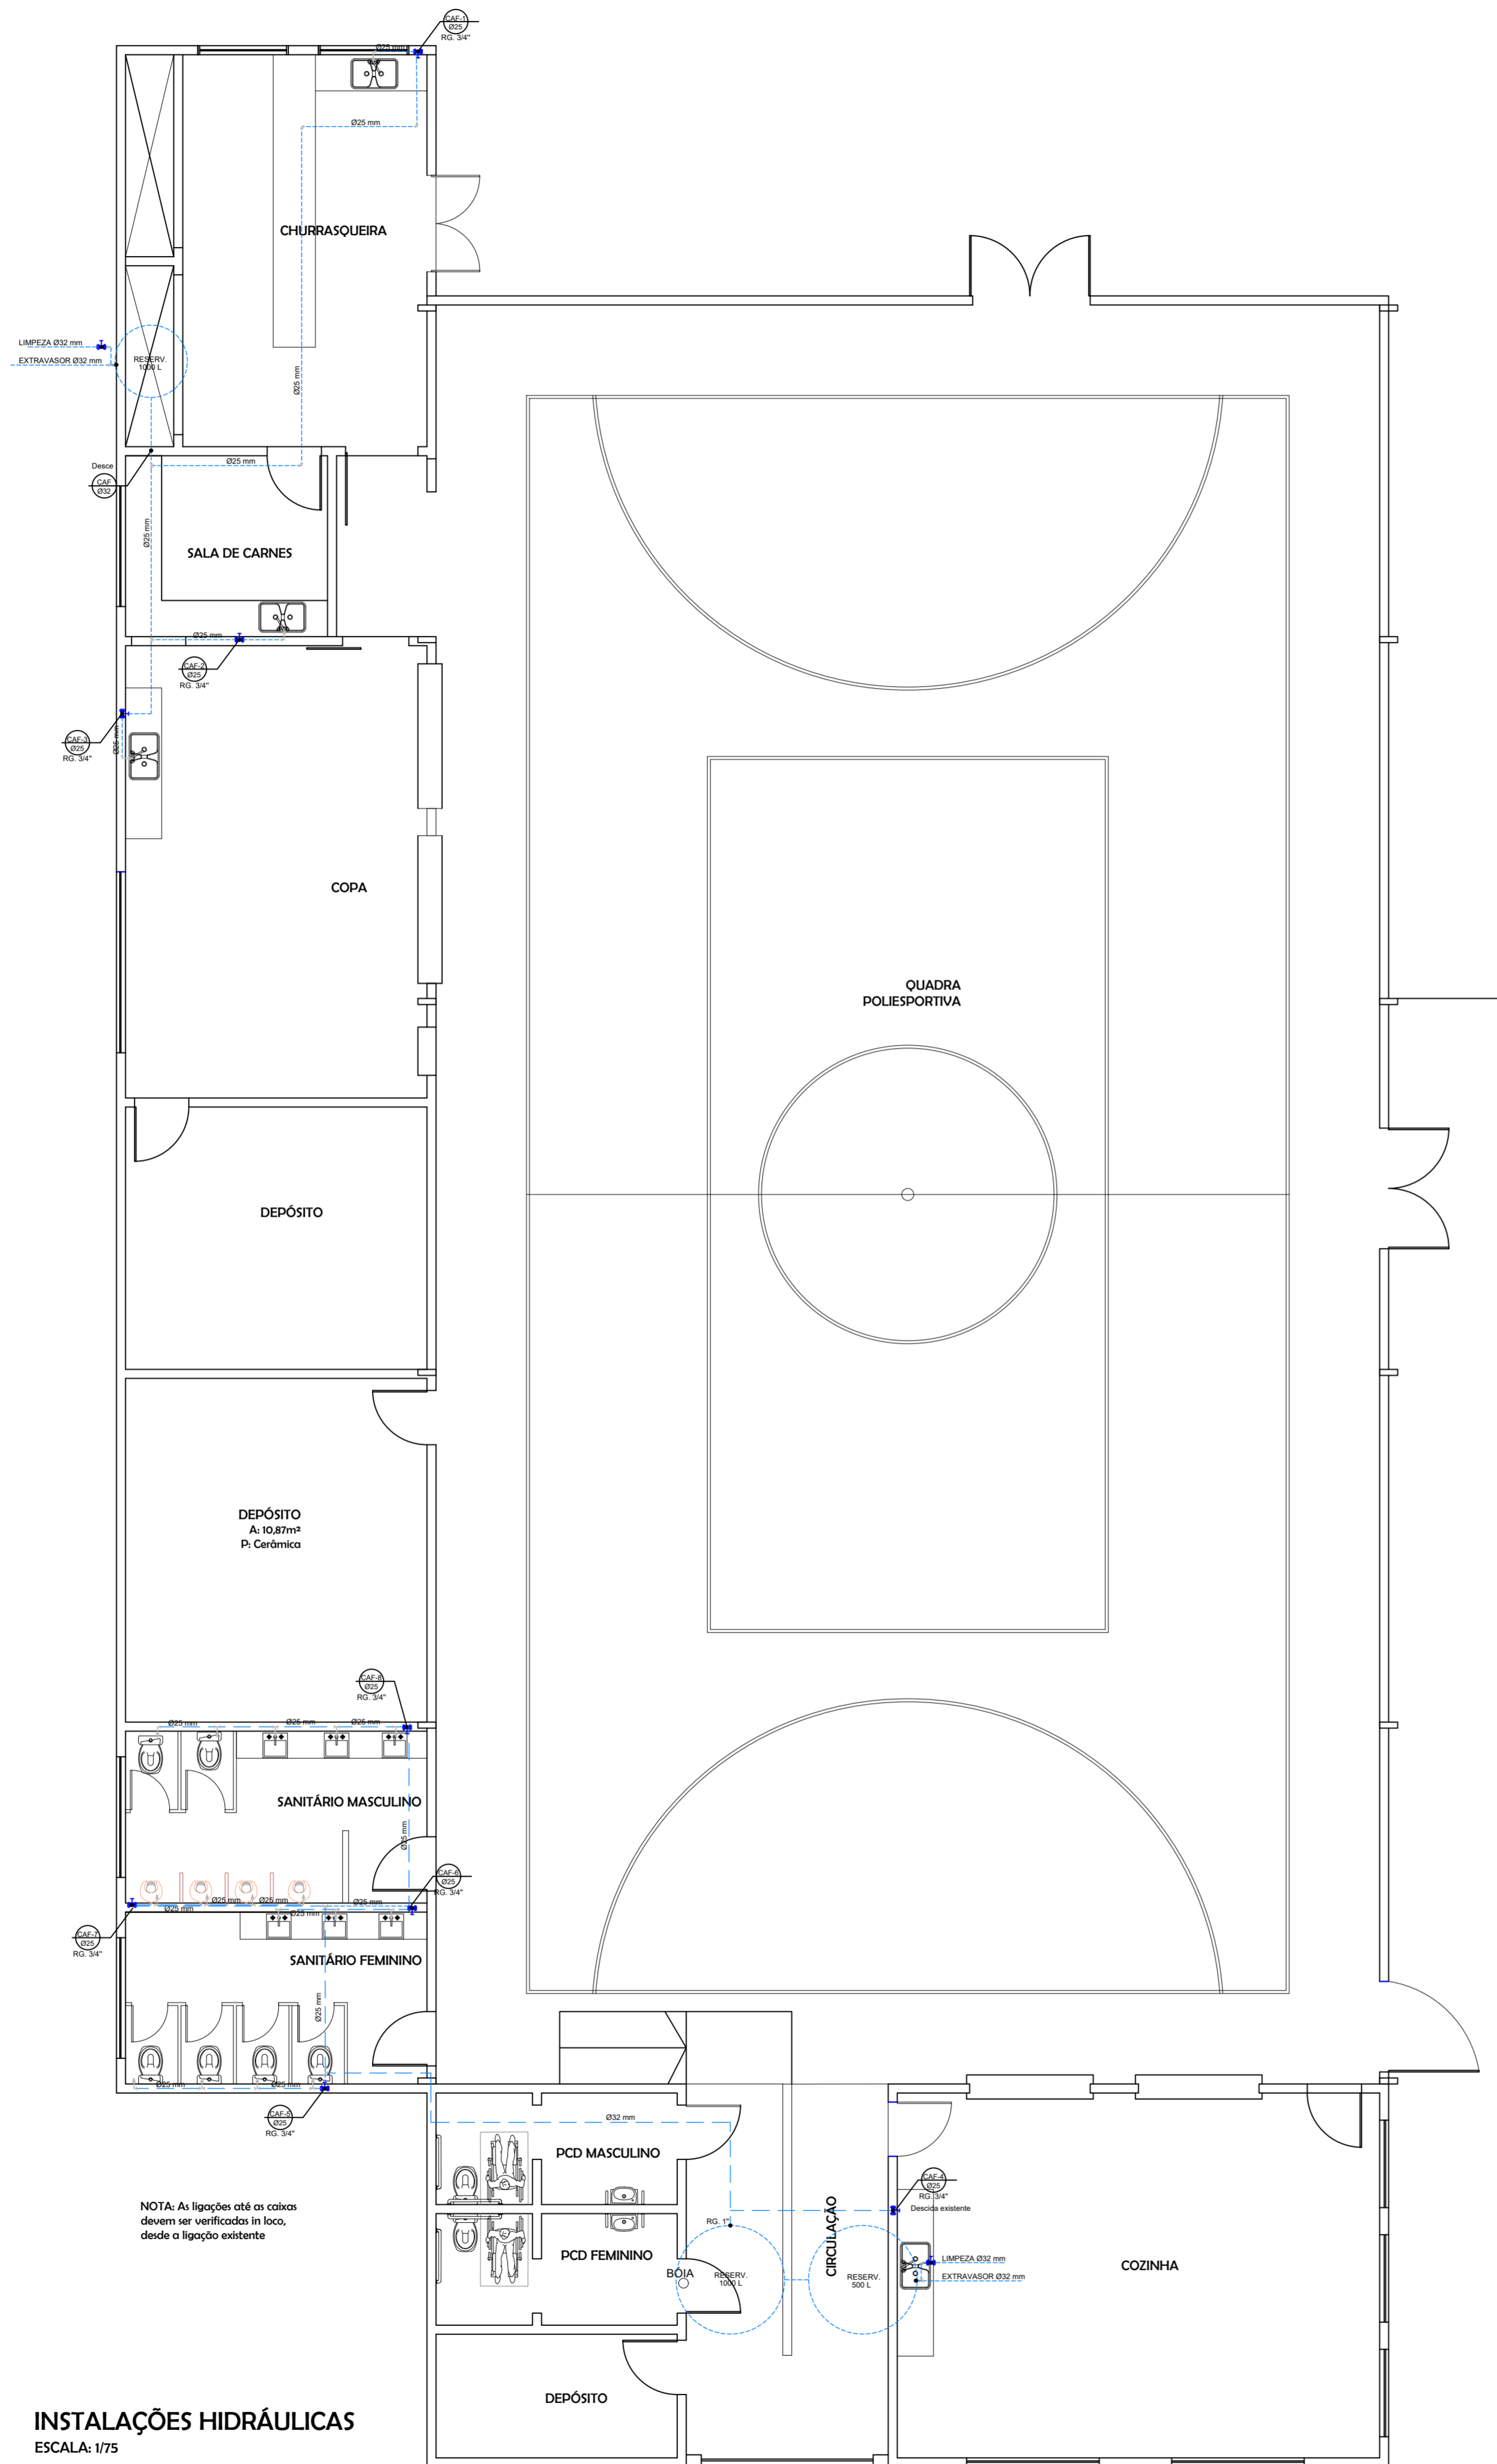 CAF-1
Ø25
RG. 3/4"
Ø25 mm
Ø25 mm
CHURRASQUEIRA
LIMPEZA Ø32 mm
EXTRAVASOR Ø32 mm
RESERV.
1000 L
Ø25 mm
Ø25 mm
Desce
CAF
Ø32
Ø25 mm
SALA DE CARNES
Ø25 mm
CAF-2
Ø25
RG. 3/4"
CAF-3
Ø25
RG. 3/4"
Ø25 mm
COPA
QUADRA
POLIESPORTIVA
DEPÓSITO
DEPÓSITO
A: 10,87m²
P: Cerâmica
CAF-8
Ø25
RG. 3/4"
Ø25 mm
Ø25 mm
Ø25 mm
SANITÁRIO MASCULINO
Ø25 mm
CAF-6
Ø25
RG. 3/4"
Ø25 mm
Ø25 mm
Ø25 mm
Ø25 mm
Ø25 mm
CAF-7
Ø25
RG. 3/4"
SANITÁRIO FEMININO
Ø25 mm
Ø25 mm
Ø25 mm
CAF-5
Ø25
RG. 3/4"
Ø32 mm
PCD MASCULINO
CAF-4
Ø25
RG. 3/4"
Descida existente
NOTA: As ligações até as caixas
devem ser verificadas in loco,
desde a ligação existente
RG. 1"
CIRCULAÇÃO
PCD FEMININO
BÓIA
RESERV.
1000 L
RESERV.
500 L
LIMPEZA Ø32 mm
EXTRAVASOR Ø32 mm
COZINHA
DEPÓSITO
INSTALAÇÕES HIDRÁULICAS
ESCALA: 1/75